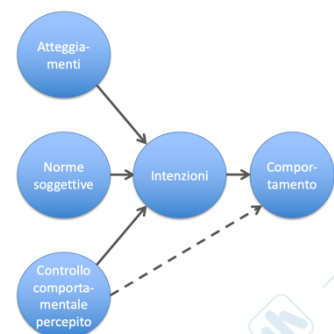 Atteggia-
menti
Norme
soggettive
Intenzioni
Compor-
tamento
Controllo
comporta-
mentale
percepito